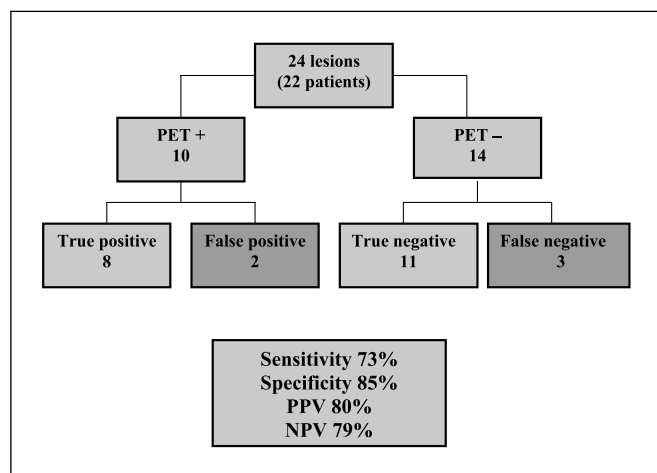 24 lesions
(22 patients)
PET +
10
PET –
14
True positive
8
False positive
2
True negative
11
False negative
3
Sensitivity 73%
Specificity 85%
PPV 80%
NPV 79%